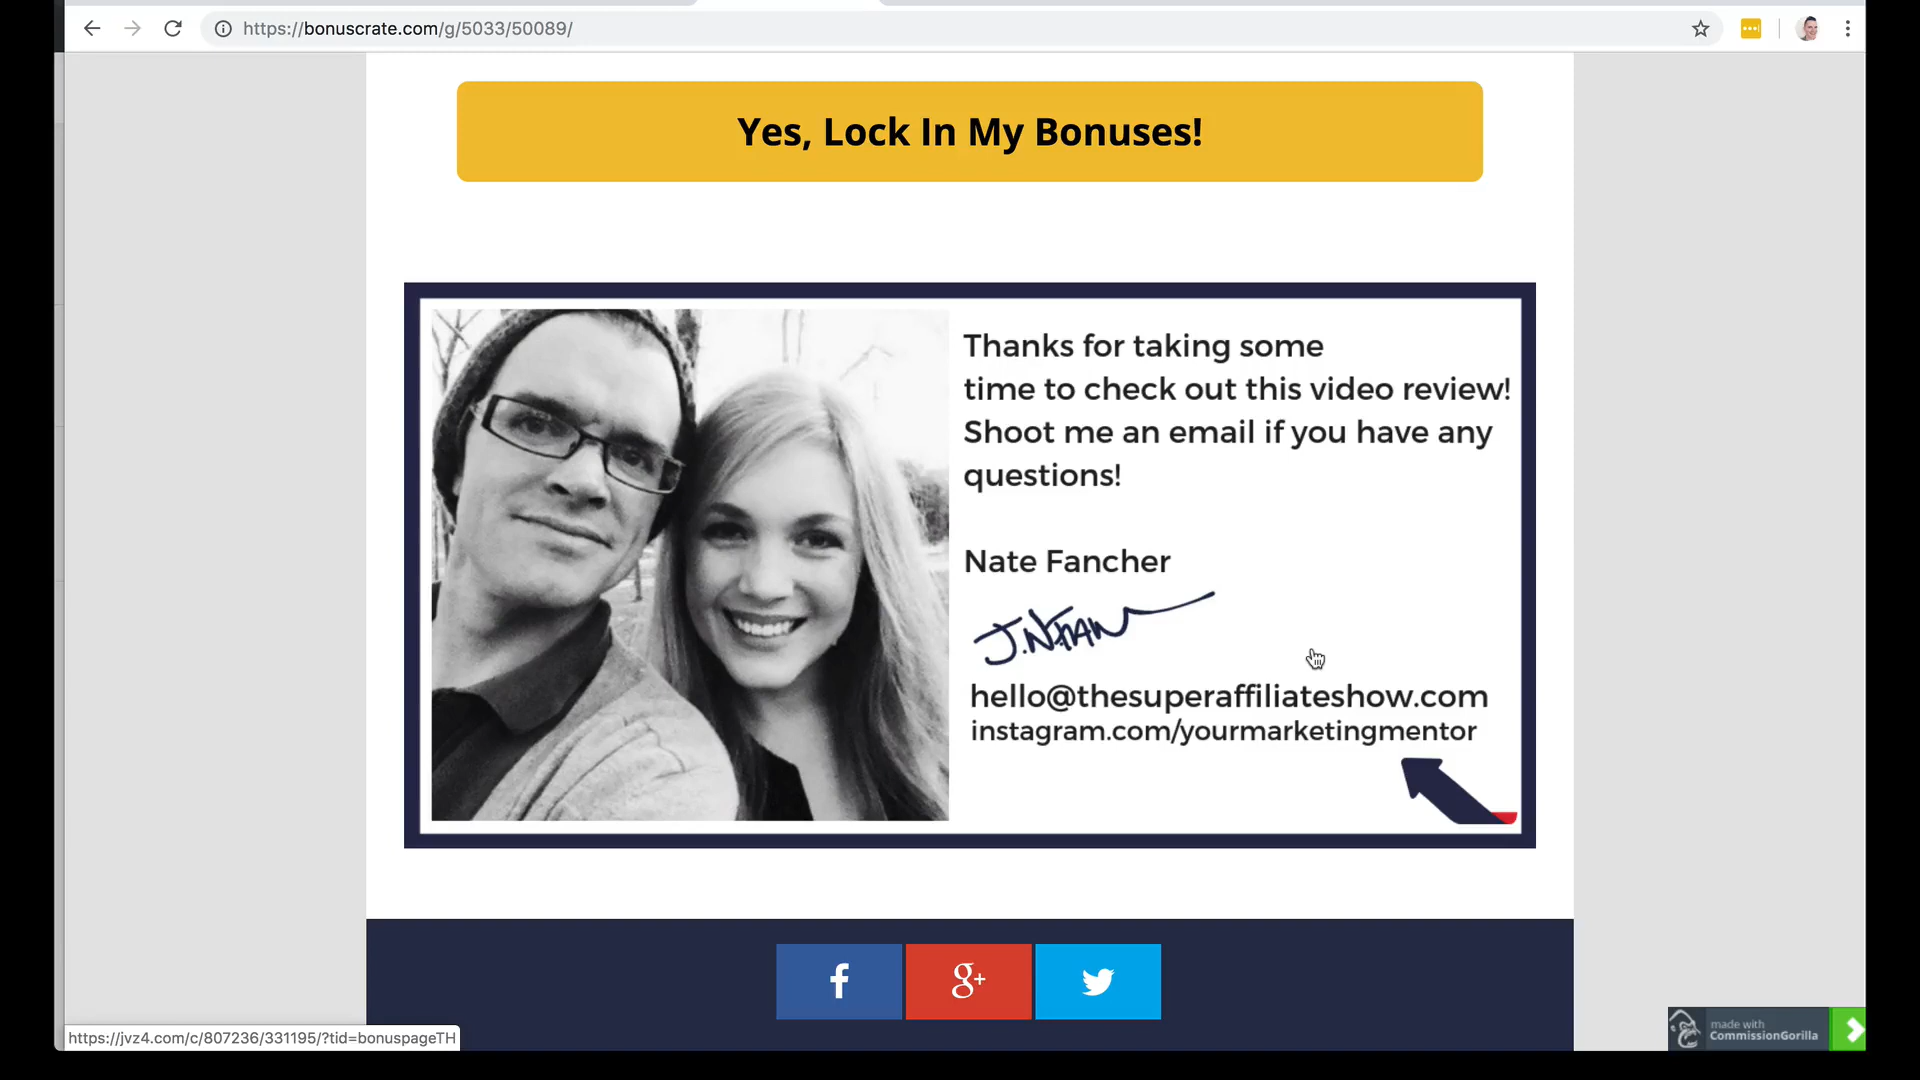 https://bonuscrate.com/g/5033/50089/
Yes, Lock In My Bonuses!
Thanks for taking some
time to check out this video review!
Shoot me an email if you have any
questions!
Nate Fancher
hello@thesuperaffiliateshow.com
instagram.com/yourmarketingmentor
f
g+
https://jvz4.com/c/807236/331195/?tid=bonuspageTH
made with
CommissionGorilla